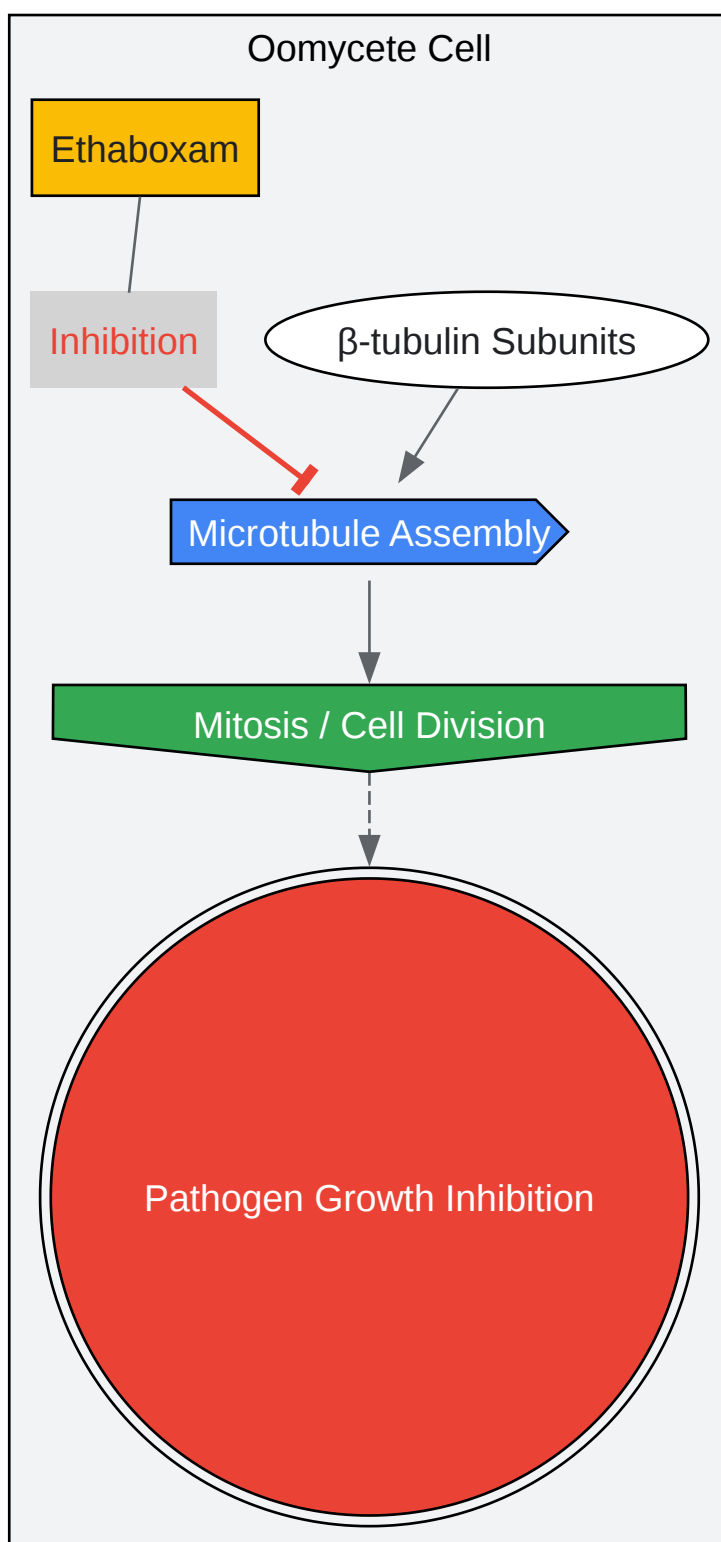 Oomycete Cell
Ethaboxam
Inhibition
β-tubulin Subunits
Microtubule Assembly
Mitosis / Cell Division
Pathogen Growth Inhibition